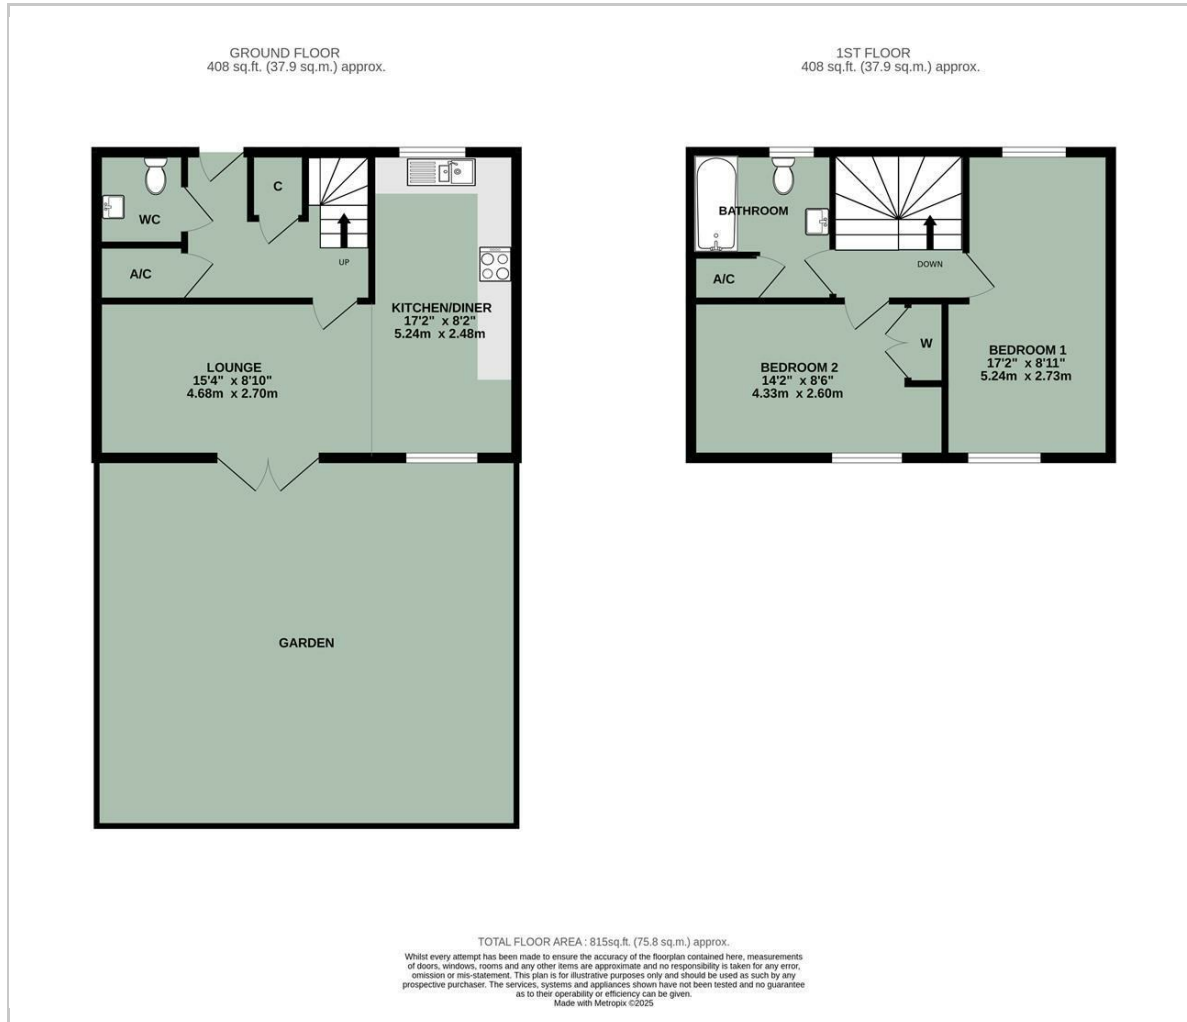 GROUND FLOOR
408 sq.ft. (37.9 sq.m.) approx.
WC
C
A/C
UP
KITCHEN/DINER
17'2" x 8'2"
5.24m x 2.48m
LOUNGE
15'4" x 8'10"
4.68m x 2.70m
GARDEN
1ST FLOOR
408 sq.ft. (37.9 sq.m.) approx.
BATHROOM
A/C
DOWN
W
BEDROOM 1
17'2" x 8'11"
5.24m x 2.73m
BEDROOM 2
14'2" x 8'6"
4.33m x 2.60m
TOTAL FLOOR AREA : 815sq.ft. (75.8 sq.m.) approx.
Whilst every attempt has been made to ensure the accuracy of the floorplan contained here, measurements
of doors, windows, rooms and any other items are approximate and no responsibility is taken for any error,
omission or mis-statement. This plan is for illustrative purposes only and should be used as such by any
prospective purchaser. The services, systems and appliances shown have not been tested and no guarantee
as to their operability or efficiency can be given.
Made with Metropix ©2025